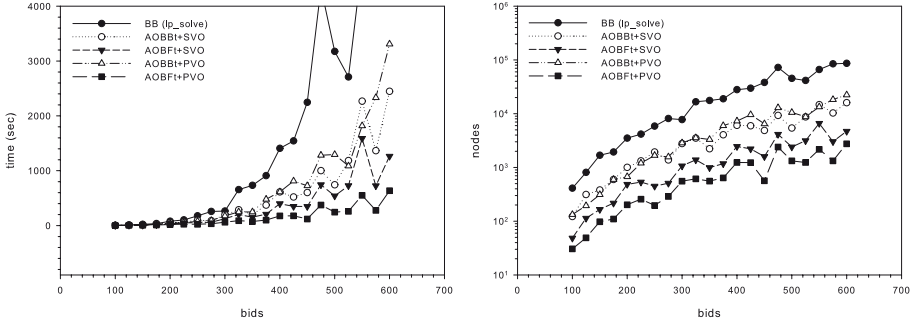 4000
3000
2000
1000
0
time (sec)
BB (lp_solve)
AOBBt+SVO
AOBFt+SVO
AOBBt+PVO
AOBFt+PVO
0 100 200 300 400 500 600 700
bids
10^6
10^5
10^4
10^3
10^2
10^1
nodes
BB (lp_solve)
AOBBt+SVO
AOBFt+SVO
AOBBt+PVO
AOBFt+PVO
0 100 200 300 400 500 600 700
bids